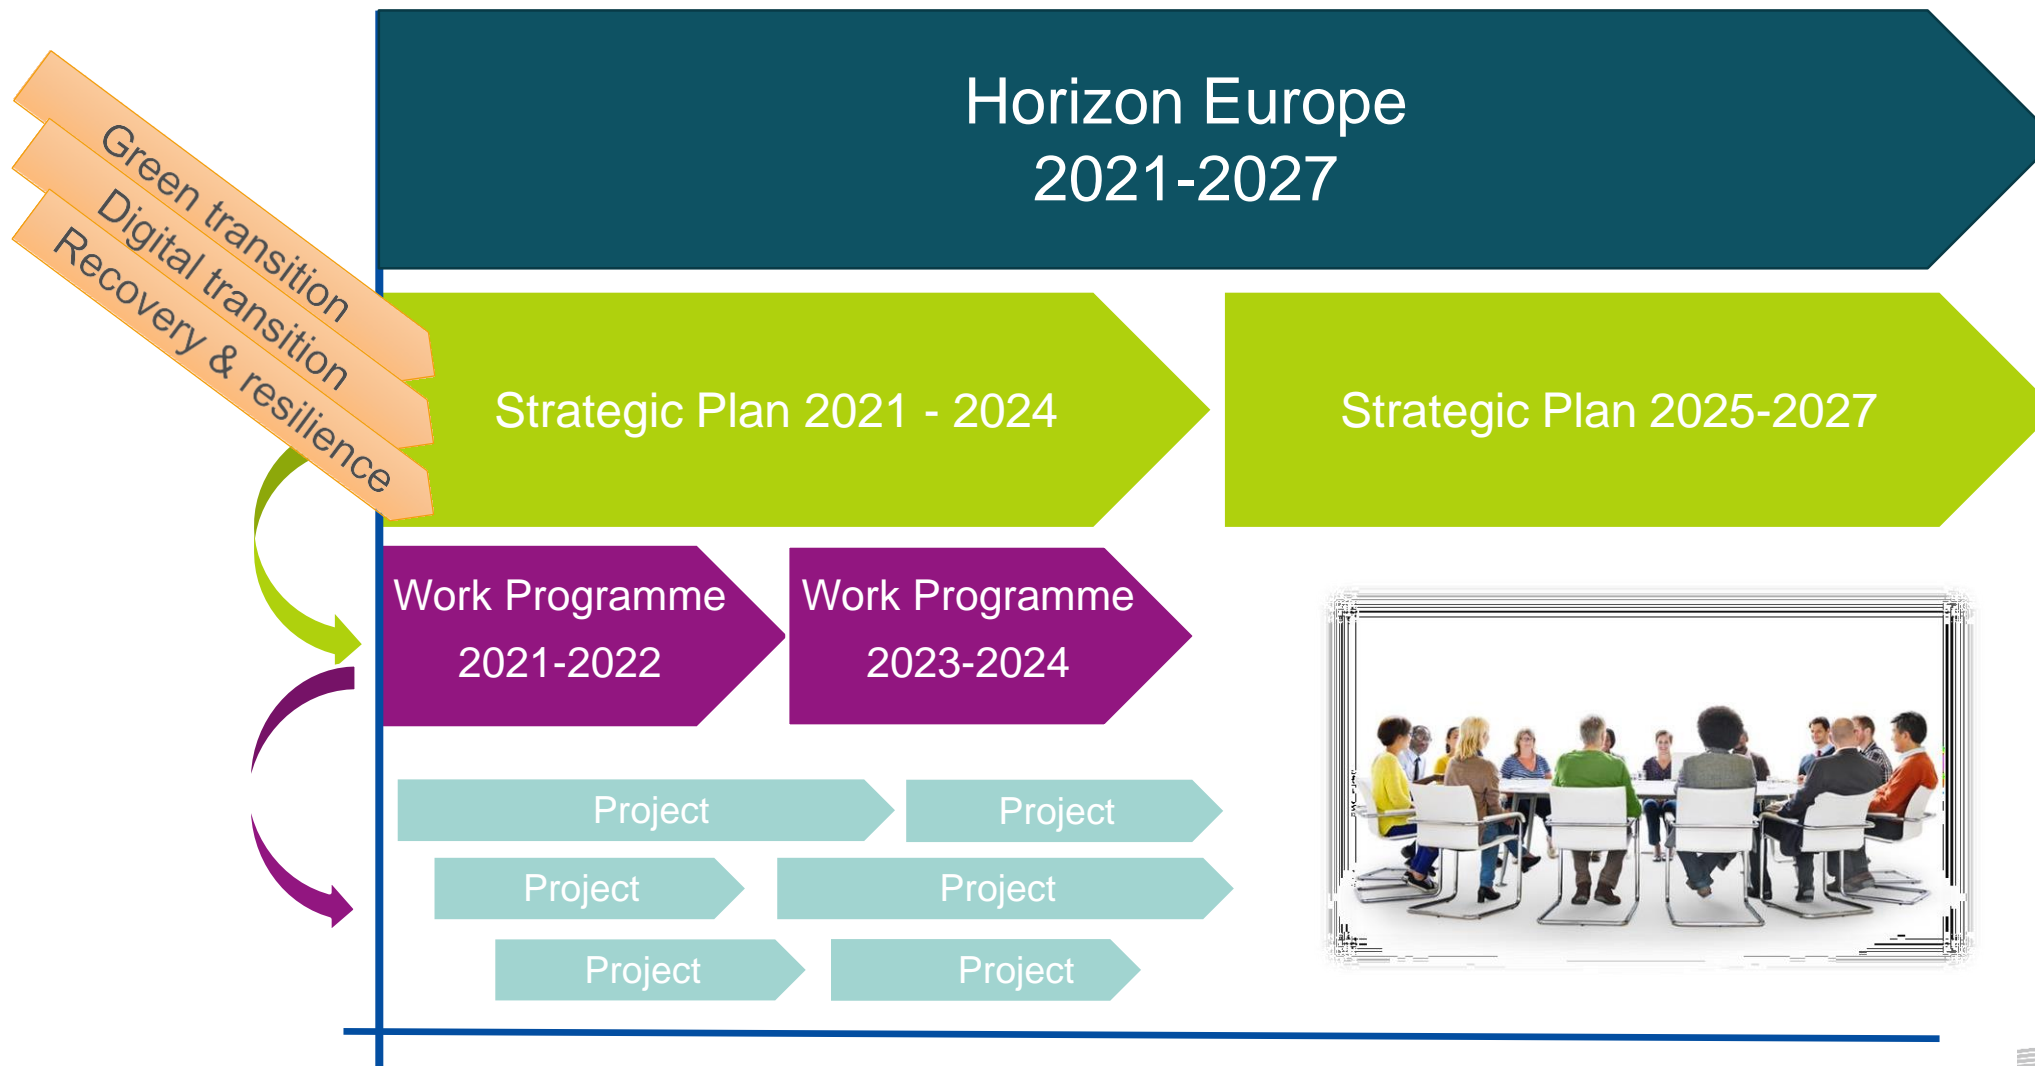 Horizon Europe
2021-2027
Green transition
Digital transition
Recovery & resilience
Strategic Plan 2021 - 2024
Strategic Plan 2025-2027
Work Programme
2021-2022
Work Programme
2023-2024
Project
Project
Project
Project
Project
Project